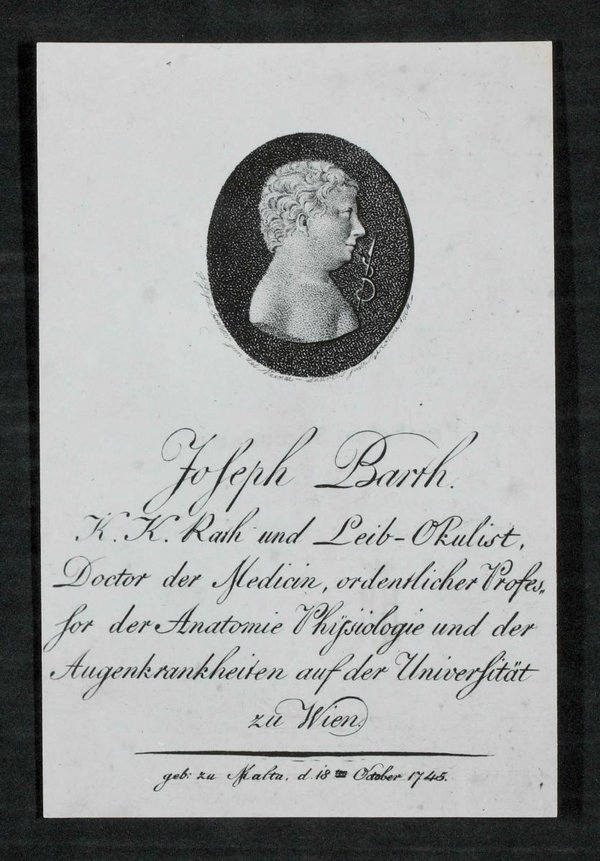 Joseph Barth.
K. K. Rath und Leib-Okulist,
Doctor der Medicin, ordentlicher Profes„
sor der Anatomie Phÿsiologie und der
Augenkrankheiten auf der Universität
zu Wien.
geb: zu Malta, d. 18ten October 1745.